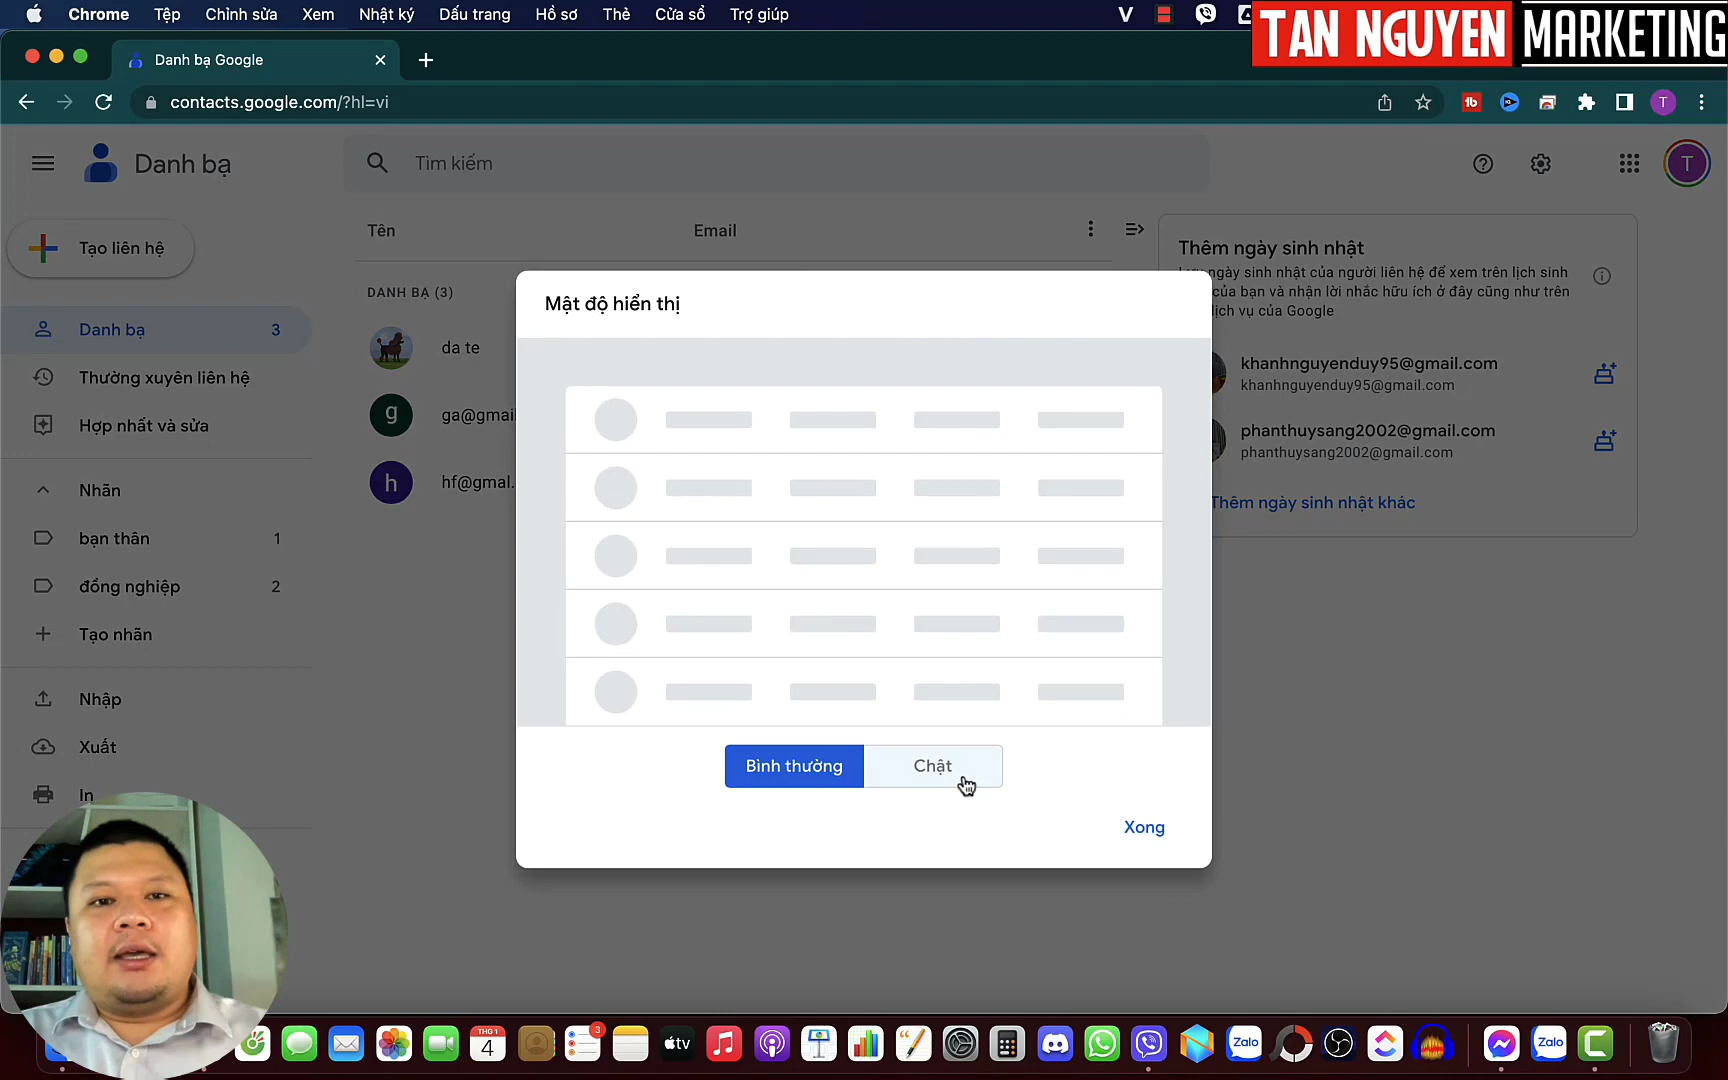 Chrome Tệp Chỉnh sửa Xem Nhật ký Dấu trang Hồ sơ Thẻ Cửa sổ Trợ giúp
TAN NGUYEN MARKETING
Danh bạ Google
contacts.google.com/?hl=vi
T
Danh bạ
Tìm kiếm
T
Tạo liên hệ
Tên Email
Thêm ngày sinh nhật
ngày sinh nhật của người liên hệ để xem trên lịch sinh
của bạn và nhận lời nhắc hữu ích ở đây cũng như trên
dịch vụ của Google
DANH BẠ (3)
Mật độ hiển thị
Danh bạ 3
da te
Thường xuyên liên hệ
g ga@gmai
Hợp nhất và sửa
h hf@gmal.
khanhnguyenduy95@gmail.com
khanhnguyenduy95@gmail.com
phanthuysang2002@gmail.com
phanthuysang2002@gmail.com
Thêm ngày sinh nhật khác
Nhãn
bạn thân 1
đồng nghiệp 2
Tạo nhãn
Nhập
Xuất
In
Bình thường Chật
Xong
THG 1
4
3
tv
Zalo
Zalo